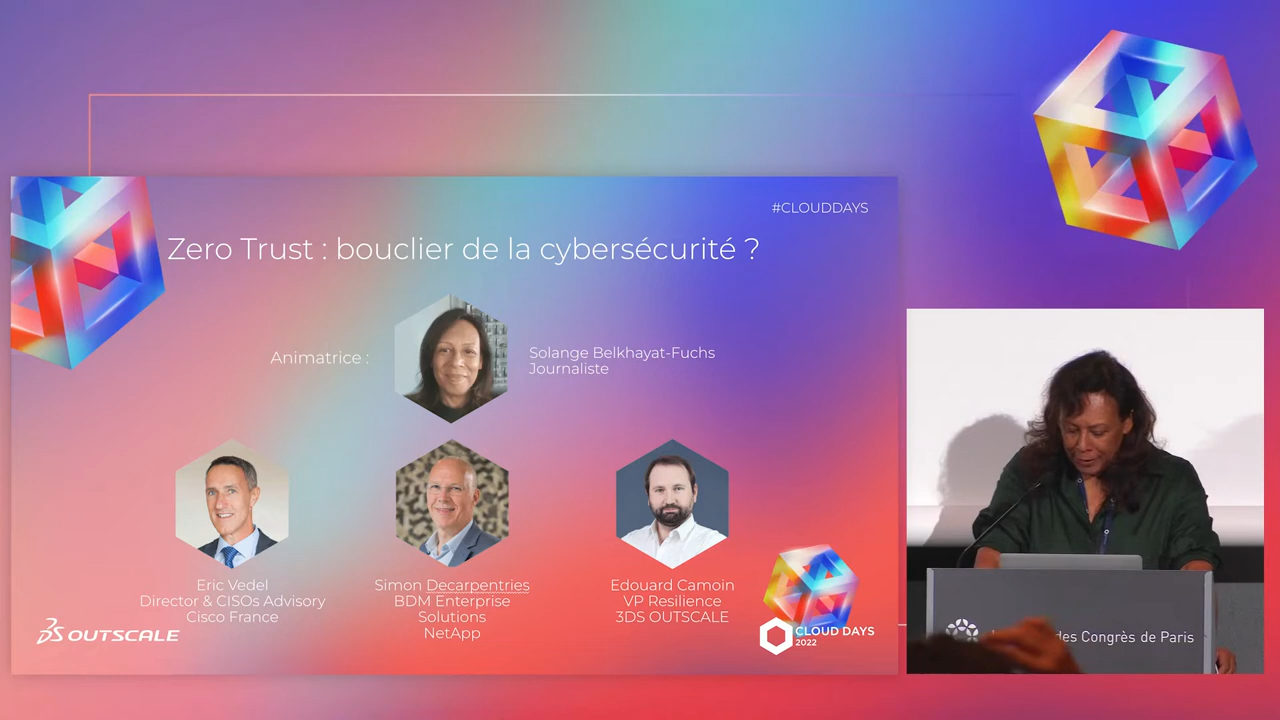 #CLOUDDAYS
Zero Trust : bouclier de la cybersécurité ?
Animatrice :
Solange Belkhayat-Fuchs
Journaliste
Eric Vedel
Director & CISOs Advisory
Cisco France
Simon Decarpentries
BDM Enterprise
Solutions
NetApp
Edouard Camoin
VP Resilience
3DS OUTSCALE
3DS OUTSCALE
CLOUD DAYS
2022
des Congrès de Paris